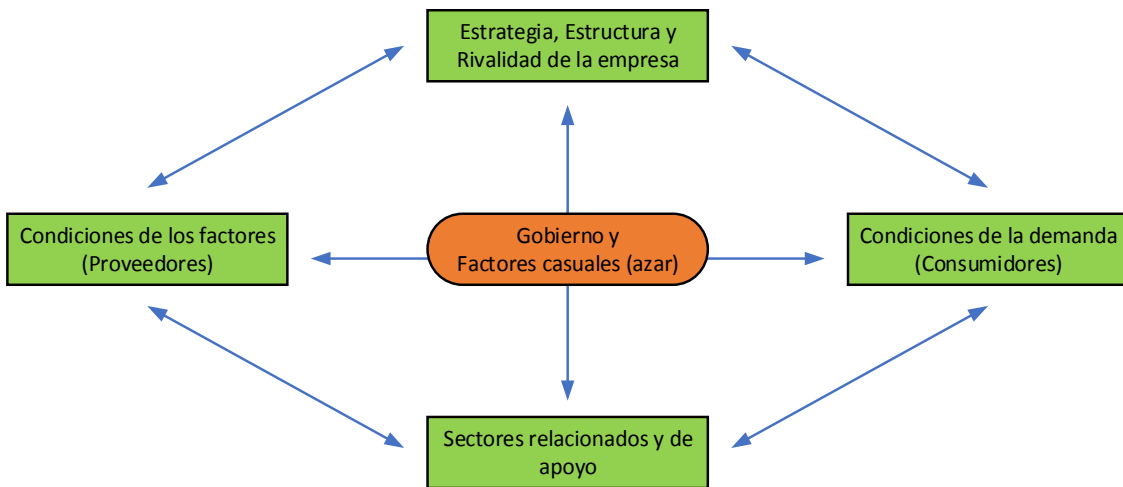 Estrategia, Estructura y
Rivalidad de la empresa
Condiciones de los factores
(Proveedores)
Gobierno y
Factores casuales (azar)
Condiciones de la demanda
(Consumidores)
Sectores relacionados y de
apoyo